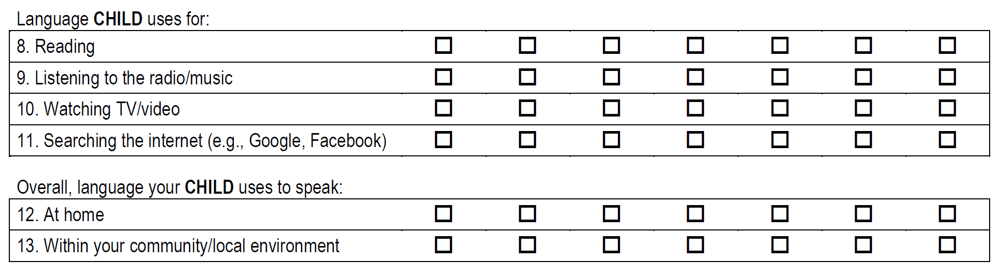 Language CHILD uses for:
8. Reading ☐ ☐ ☐ ☐ ☐ ☐ ☐
9. Listening to the radio/music ☐ ☐ ☐ ☐ ☐ ☐ ☐
10. Watching TV/video ☐ ☐ ☐ ☐ ☐ ☐ ☐
11. Searching the internet (e.g., Google, Facebook) ☐ ☐ ☐ ☐ ☐ ☐ ☐
Overall, language your CHILD uses to speak:
12. At home ☐ ☐ ☐ ☐ ☐ ☐ ☐
13. Within your community/local environment ☐ ☐ ☐ ☐ ☐ ☐ ☐